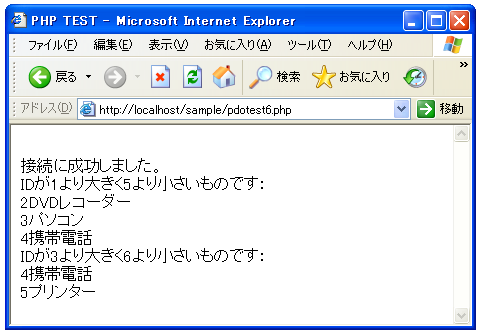 PHP TEST - Microsoft Internet Explorer
ファイル(F) 編集(E) 表示(V) お気に入り(A) ツール(T) ヘルプ(H)
戻る 検索 お気に入り »
アドレス(D) http://localhost/sample/pdotest6.php 移動
接続に成功しました。
IDが1より大きく5より小さいものです:
2DVDレコーダー
3パソコン
4携帯電話
IDが3より大きく6より小さいものです:
4携帯電話
5プリンター